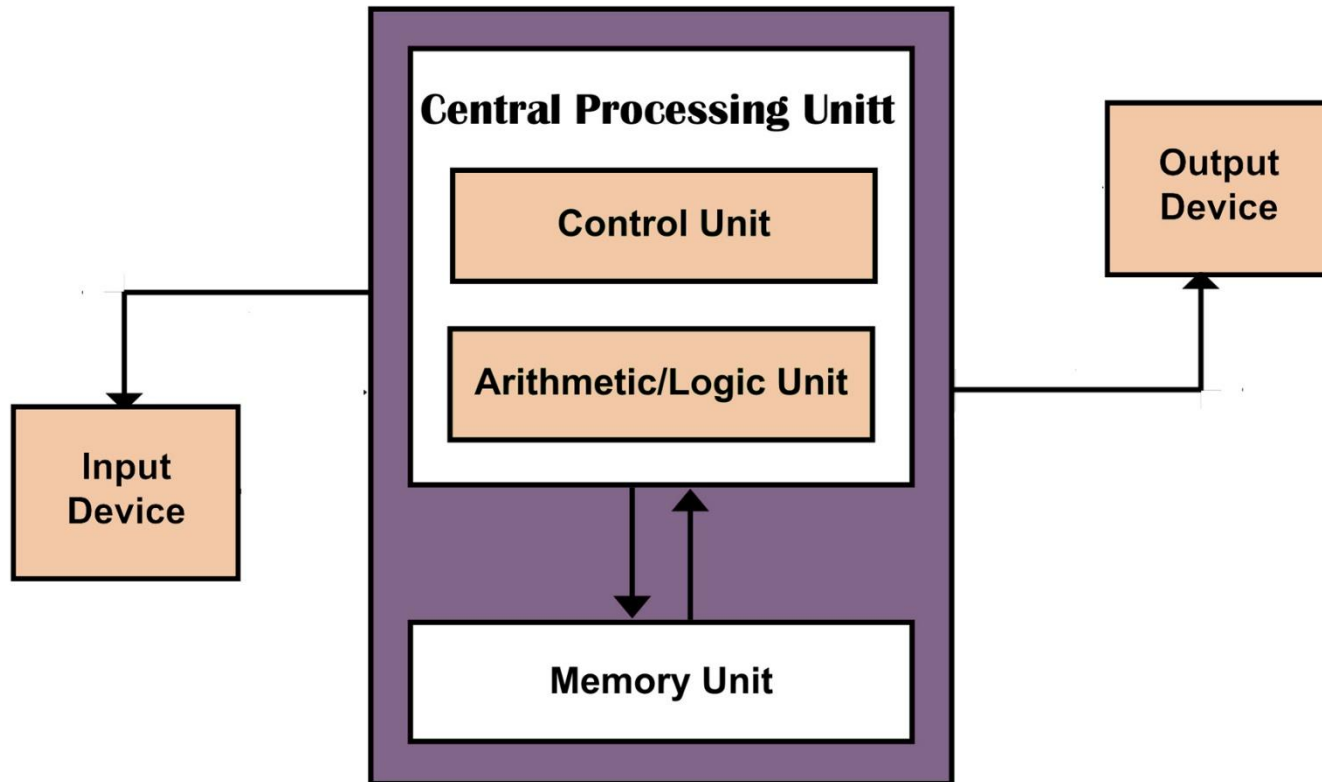 Central Processing Unitt
Control Unit
Arithmetic/Logic Unit
Memory Unit
Input
Device
Output
Device